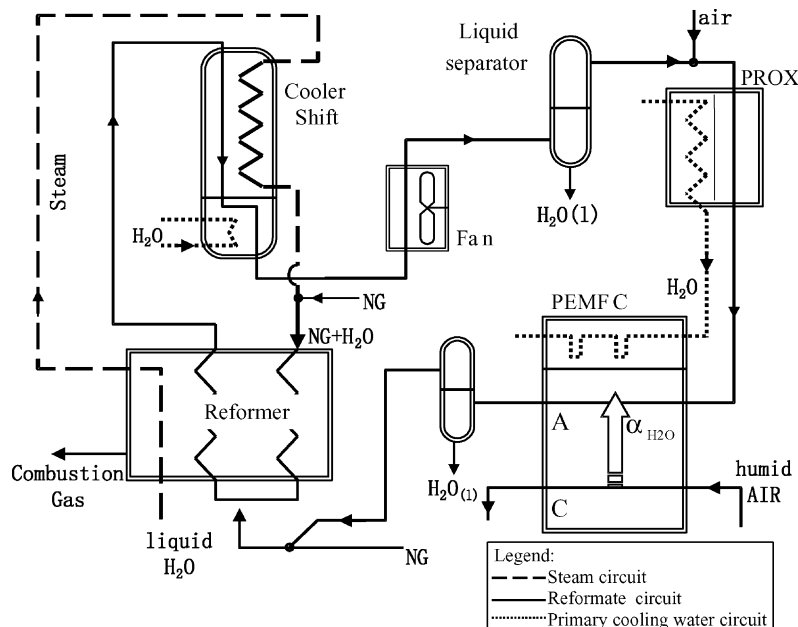 air
Liquid
separator
PROX
Cooler
Shift
Steam
H₂O
H₂O(l)
Fan
H₂O
NG
PEMFC
NG+H₂O
Reformer
A
α H2O
Combustion
Gas
H₂O(l)
humid
AIR
C
liquid
H₂O
NG
Legend:
Steam circuit
Reformate circuit
Primary cooling water circuit